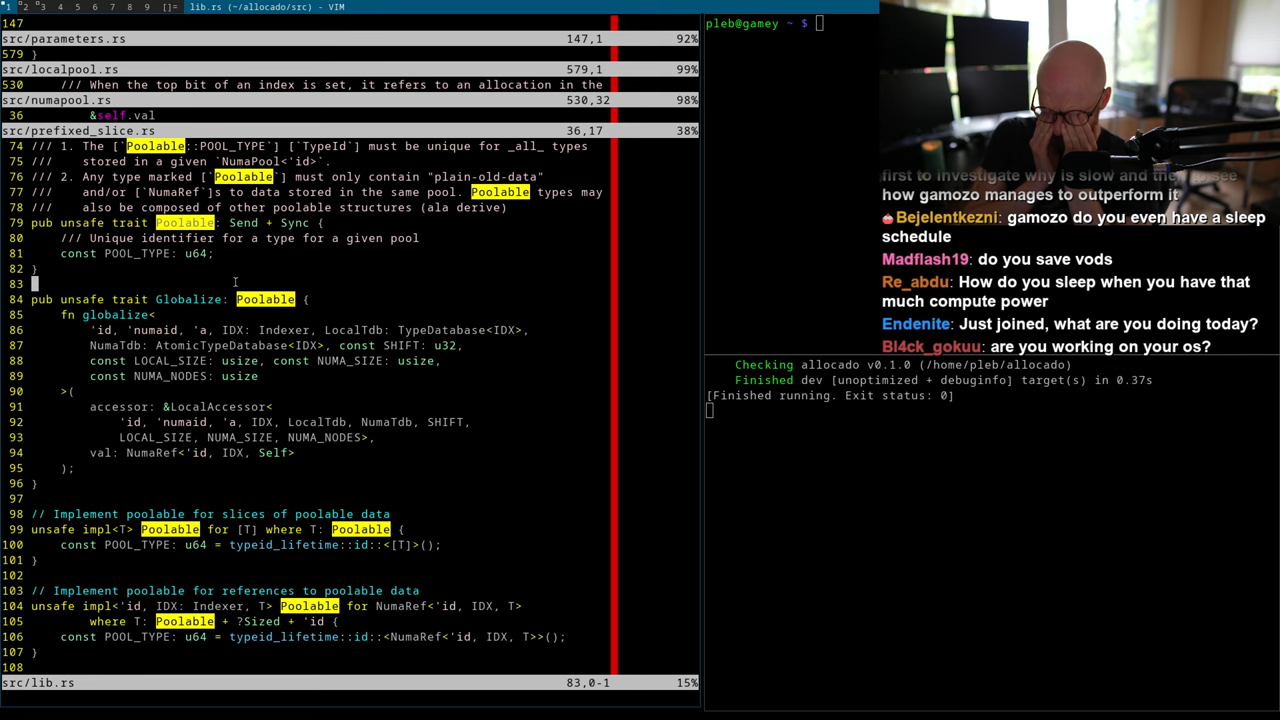 1 2 3 4 5 6 7 8 9 []= lib.rs (~/allocado/src) - VIM
147
src/parameters.rs 147,1 92%
579 }
src/localpool.rs 579,1 99%
530 /// When the top bit of an index is set, it refers to an allocation in the
src/numapool.rs 530,32 98%
36 &self.val
src/prefixed_slice.rs 36,17 38%
74 /// 1. The [`Poolable::POOL_TYPE`] [`TypeId`] must be unique for _all_ types
75 /// stored in a given `NumaPool<'id>`.
76 /// 2. Any type marked [`Poolable`] must only contain "plain-old-data"
77 /// and/or [`NumaRef`]s to data stored in the same pool. Poolable types may
78 /// also be composed of other poolable structures (ala derive)
79 pub unsafe trait Poolable: Send + Sync {
80 /// Unique identifier for a type for a given pool
81 const POOL_TYPE: u64;
82 }
83
84 pub unsafe trait Globalize: Poolable {
85 fn globalize<
86 'id, 'numaid, 'a, IDX: Indexer, LocalTdb: TypeDatabase<IDX>,
87 NumaTdb: AtomicTypeDatabase<IDX>, const SHIFT: u32,
88 const LOCAL_SIZE: usize, const NUMA_SIZE: usize,
89 const NUMA_NODES: usize
90 >(
91 accessor: &LocalAccessor<
92 'id, 'numaid, 'a, IDX, LocalTdb, NumaTdb, SHIFT,
93 LOCAL_SIZE, NUMA_SIZE, NUMA_NODES>,
94 val: NumaRef<'id, IDX, Self>
95 );
96 }
97
98 // Implement poolable for slices of poolable data
99 unsafe impl<T> Poolable for [T] where T: Poolable {
100 const POOL_TYPE: u64 = typeid_lifetime::id::<[T]>();
101 }
102
103 // Implement poolable for references to poolable data
104 unsafe impl<'id, IDX: Indexer, T> Poolable for NumaRef<'id, IDX, T>
105 where T: Poolable + ?Sized + 'id {
106 const POOL_TYPE: u64 = typeid_lifetime::id::<NumaRef<'id, IDX, T>>();
107 }
108
src/lib.rs 83,0-1 15%
pleb@gamey ~ $
Checking allocado v0.1.0 (/home/pleb/allocado)
Finished dev [unoptimized + debuginfo] target(s) in 0.37s
[Finished running. Exit status: 0]
first to investigate why is slow and then to see
how gamozo manages to outperform it
Bejelentkezni: gamozo do you even have a sleep
schedule
Madflash19: do you save vods
Re_abdu: How do you sleep when you have that
much compute power
Endenite: Just joined, what are you doing today?
Bl4ck_gokuu: are you working on your os?